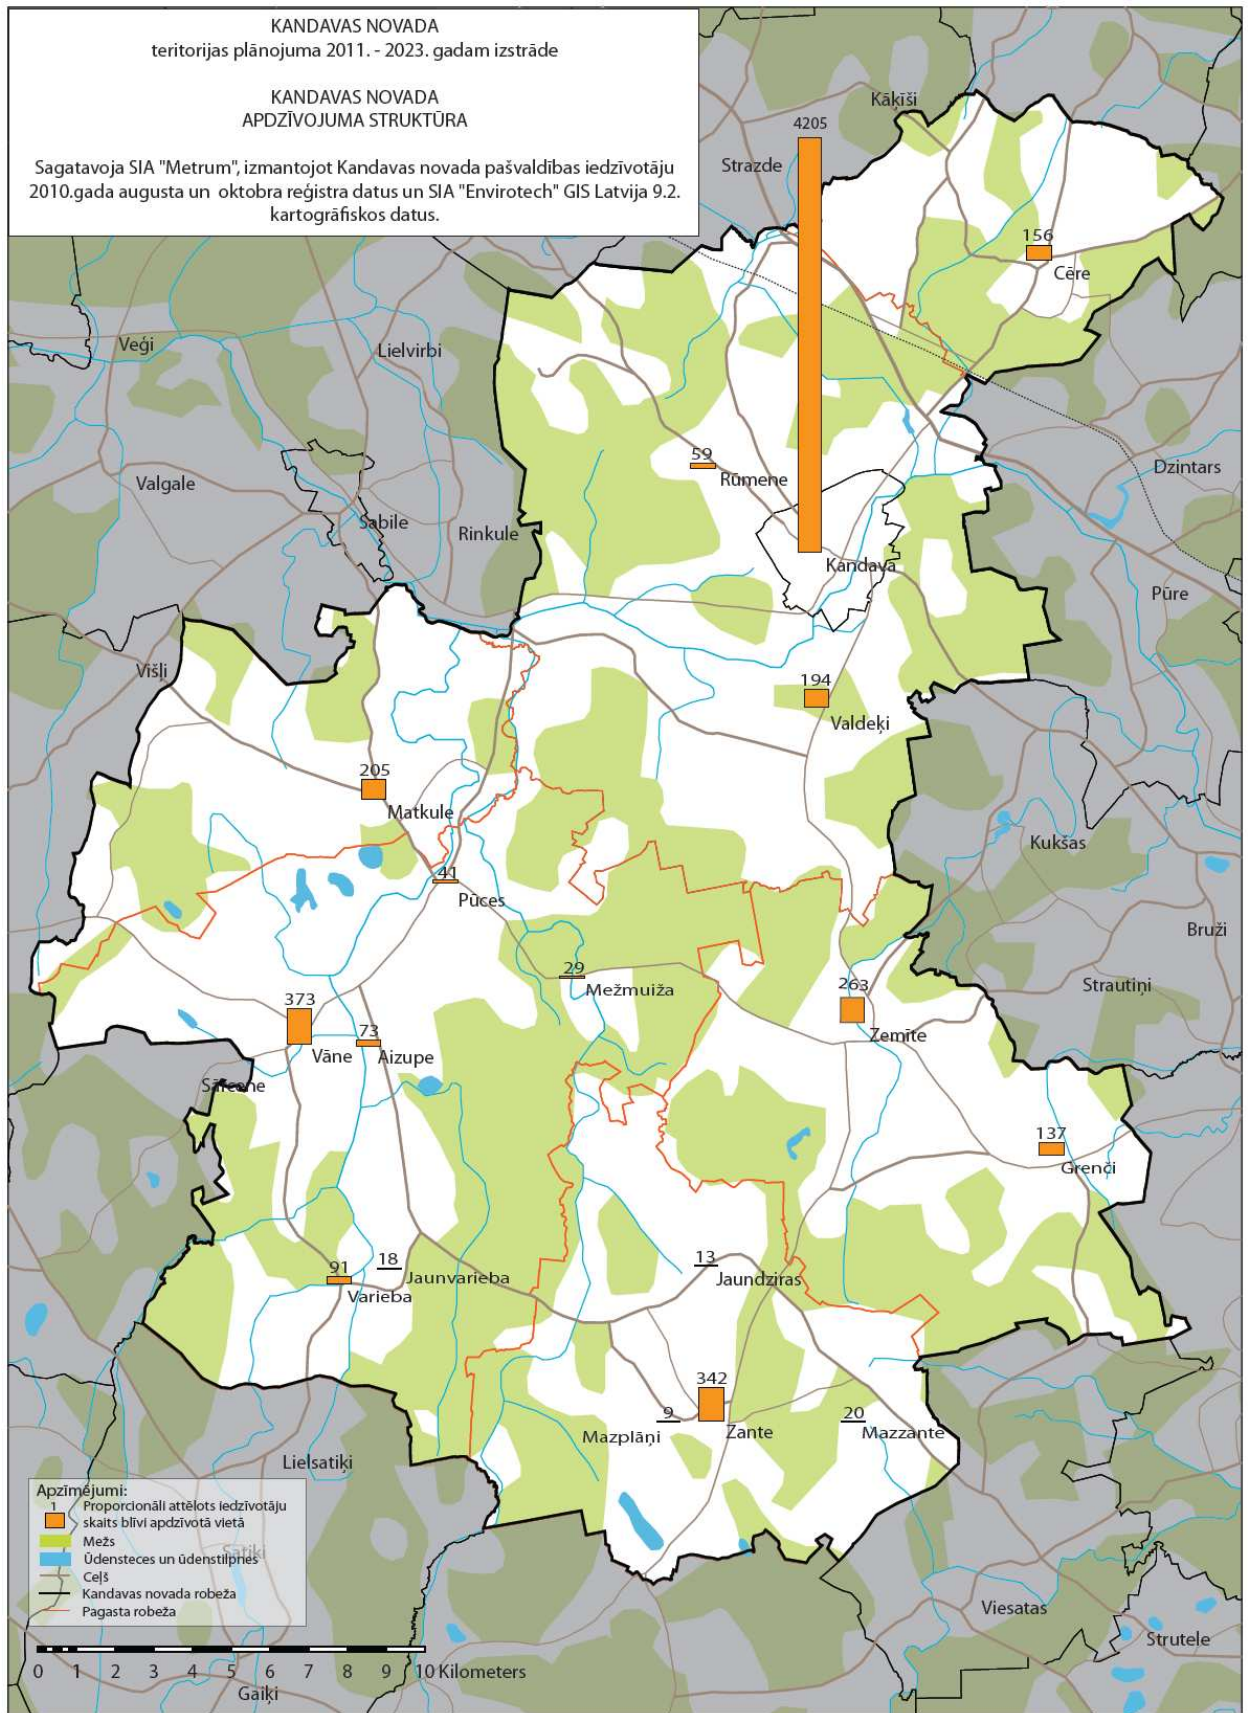 KANDAVAS NOVADA
teritorijas plānojuma 2011. - 2023. gadam izstrāde
KANDAVAS NOVADA
APDZĪVOJUMA STRUKTŪRA
Sagatavoja SIA "Metrum", izmantojot Kandavas novada pašvaldības iedzīvotāju
2010.gada augusta un oktobra reģistra datus un SIA "Envirotech" GIS Latvija 9.2.
kartogrāfiskos datus.
Kāķīši
4205
Strazde
156
Cēre
Veģi
Lielvirbi
59
Rūmene
Dzintars
Valgale
Sabile
Rinkule
Kandava
Pūre
Višļi
194
Valdeķi
205
Matkule
Kukšas
41
Pūces
Bruži
29
Mežmuiža
263
Zemīte
Strautiņi
373
Vāne
73
Aizupe
Sārcene
137
Grenči
91
Varieba
18
Jaunvarieba
13
Jaundziras
342
Zante
9
Mazplāņi
20
Mazzante
Lielsatiķi
Apzīmējumi:
1 Proporcionāli attēlots iedzīvotāju
skaits blīvi apdzīvotā vietā
Mežs
Ūdensteces un ūdenstilpnes
Satiķi
Ceļš
Kandavas novada robeža
Pagasta robeža
Viesatas
Strutele
0 1 2 3 4 5 6 7 8 9 10 Kilometers
Gaiķi